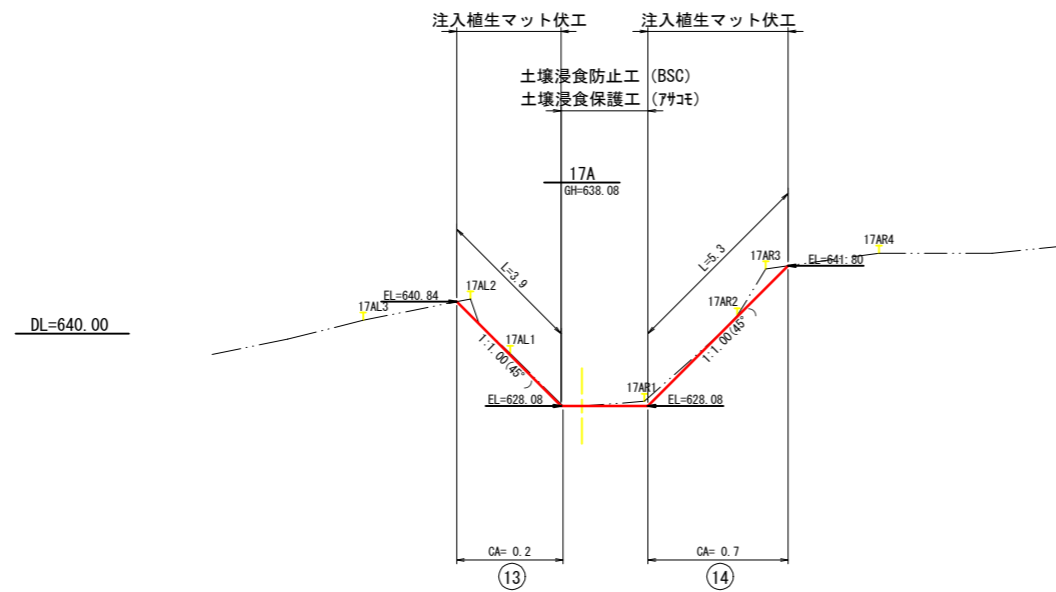 注入植生マット伏工
注入植生マット伏工
土壌浸食防止工 (BSC)
土壌浸食保護工 (アサコモ)
17A
GH=638.08
L=3.9
L=5.3
17AR4
17AR3
EL=641.80
17AL2
EL=640.84
17AL3
17AR2
DL=640.00
17AL1
1:1.00(45°)
1:1.00(45°)
17AR1
EL=628.08
EL=628.08
CA= 0.2
CA= 0.7
13
14